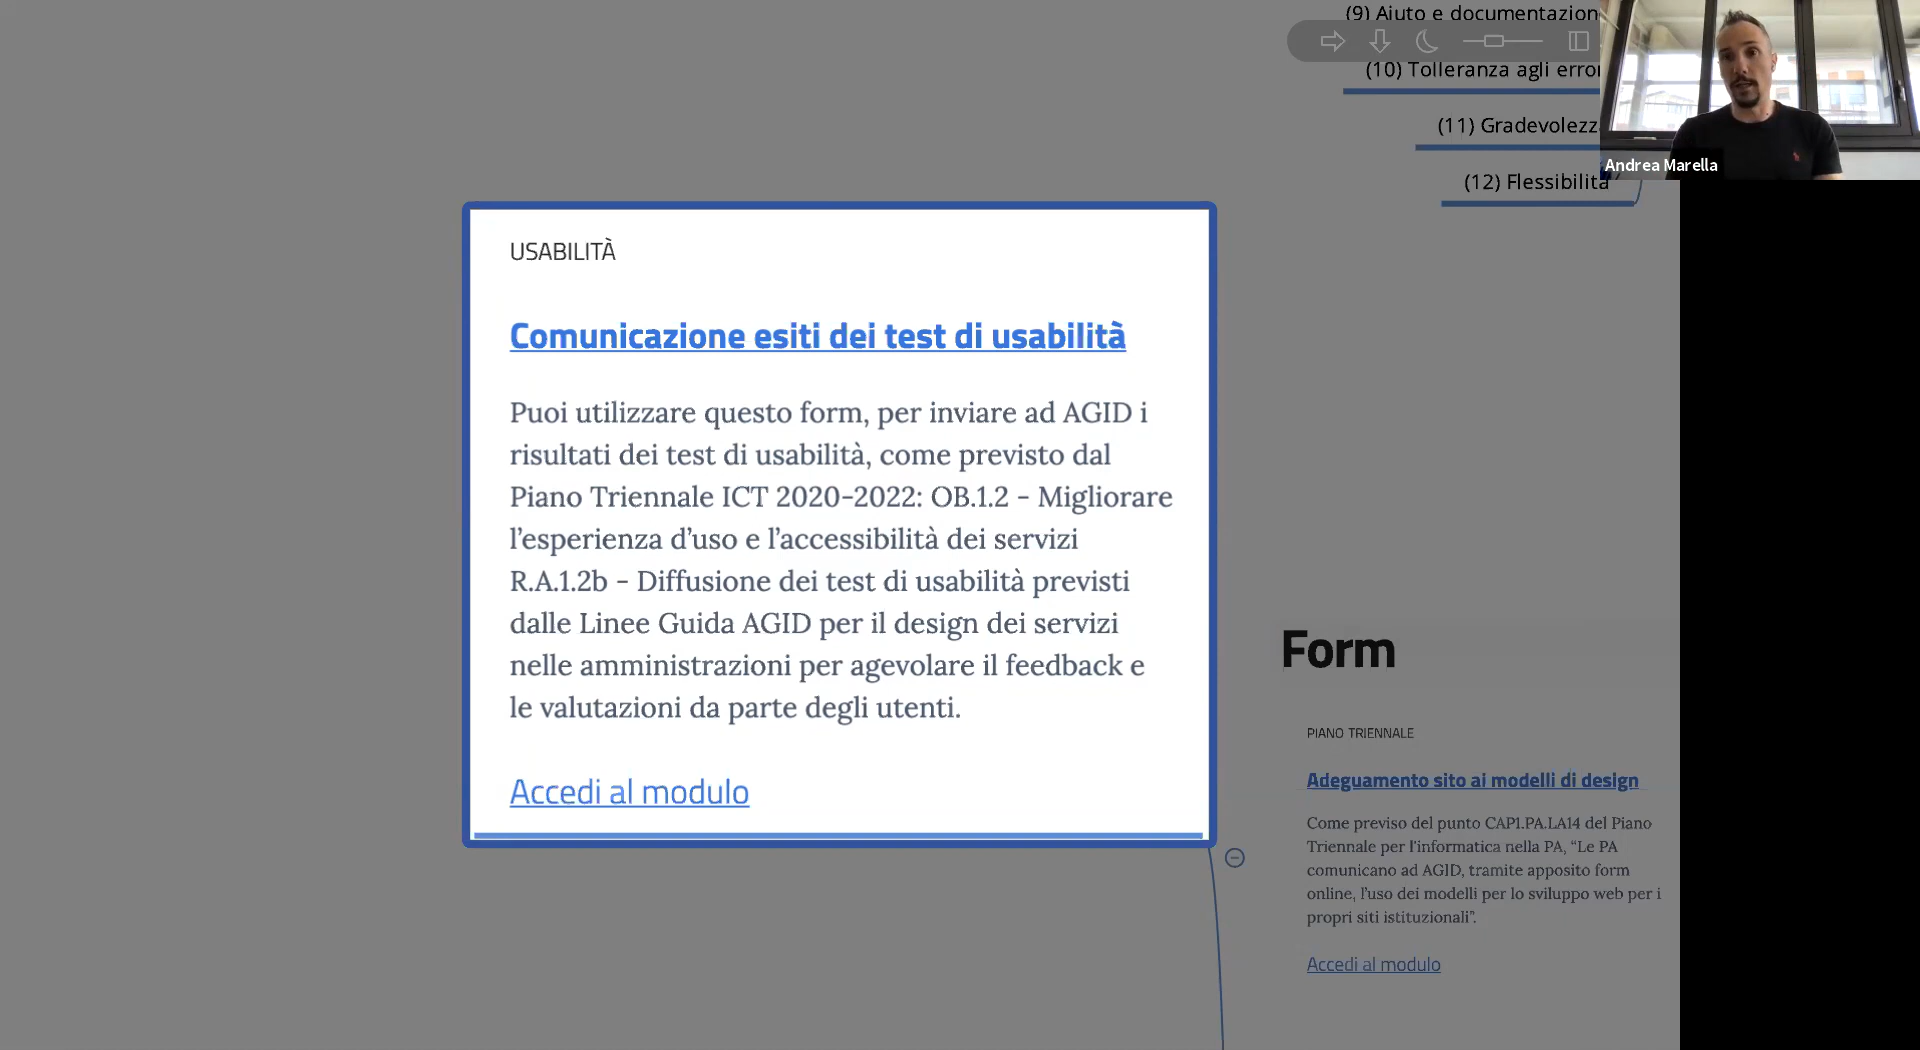 (9) Aiuto e documentazion
(10) Tolleranza agli erro
(11) Gradevolezz
(12) Flessibilità
Andrea Marella
USABILITÀ
Comunicazione esiti dei test di usabilità
Puoi utilizzare questo form, per inviare ad AGID i
risultati dei test di usabilità, come previsto dal
Piano Triennale ICT 2020-2022: OB.1.2 - Migliorare
l’esperienza d’uso e l’accessibilità dei servizi
R.A.1.2b - Diffusione dei test di usabilità previsti
dalle Linee Guida AGID per il design dei servizi
nelle amministrazioni per agevolare il feedback e
le valutazioni da parte degli utenti.
Accedi al modulo
Form
PIANO TRIENNALE
Adeguamento sito ai modelli di design
Come previso del punto CAP1.PA.LA14 del Piano
Triennale per l'informatica nella PA, “Le PA
comunicano ad AGID, tramite apposito form
online, l’uso dei modelli per lo sviluppo web per i
propri siti istituzionali”.
Accedi al modulo